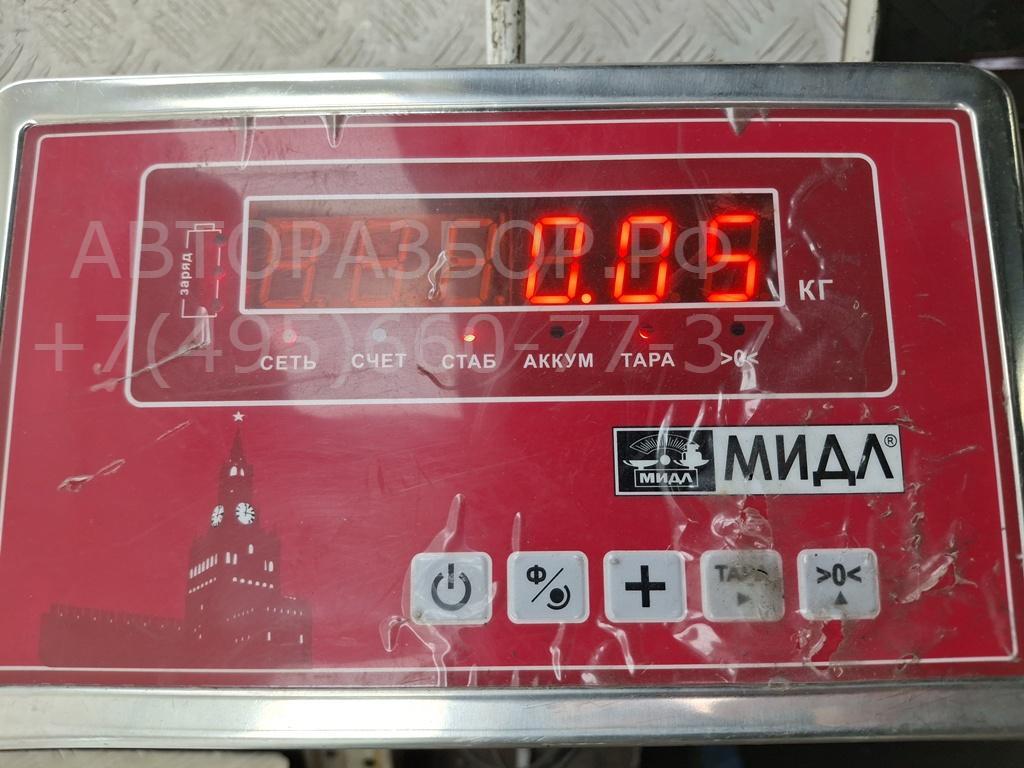 АВТОРАЗБОР.РФ
+7(495)660-77-37
заряд
0.05
КГ
СЕТЬ СЧЕТ СТАБ АККУМ ТАРА >0<
МИДЛ МИДЛ®
Ф ТАРА >0<